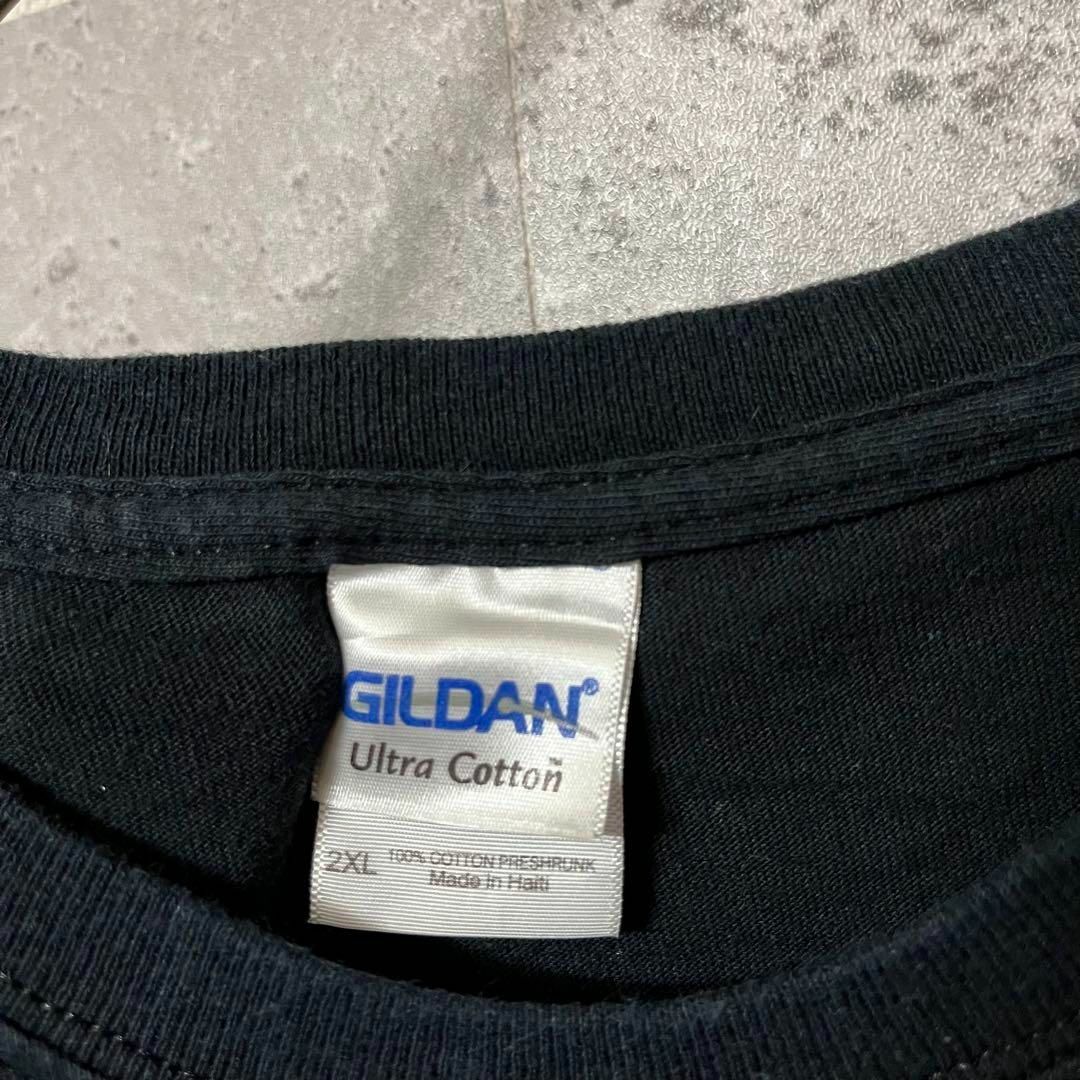 GILDAN®
Ultra Cotton™
2XL 100% COTTON PRESHRUNK
Made in Haiti